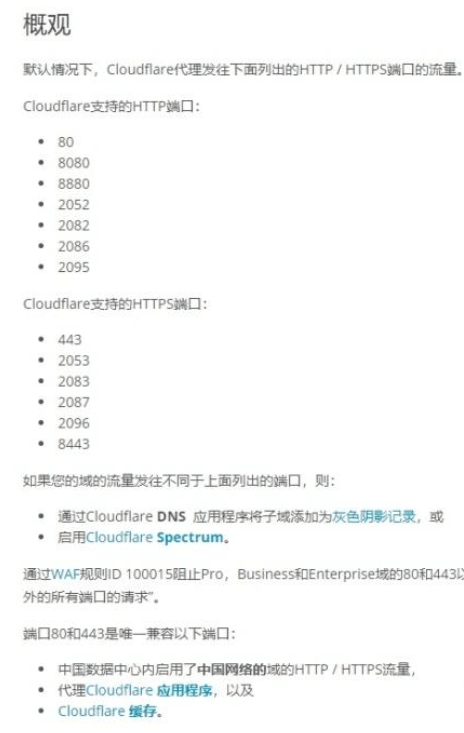 概观
默认情况下，Cloudflare代理发往下面列出的HTTP / HTTPS端口的流量。
Cloudflare支持的HTTP端口：
• 80
• 8080
• 8880
• 2052
• 2082
• 2086
• 2095
Cloudflare支持的HTTPS端口：
• 443
• 2053
• 2083
• 2087
• 2096
• 8443
如果您的域的流量发往不同于上面列出的端口，则：
• 通过Cloudflare DNS 应用程序将子域添加为灰色阴影记录，或
• 启用Cloudflare Spectrum。
通过WAF规则ID 100015阻止Pro，Business和Enterprise域的80和443以
外的所有端口的请求”。
端口80和443是唯一兼容以下端口：
• 中国数据中心内启用了中国网络的域的HTTP / HTTPS流量，
• 代理Cloudflare 应用程序，以及
• Cloudflare 缓存。